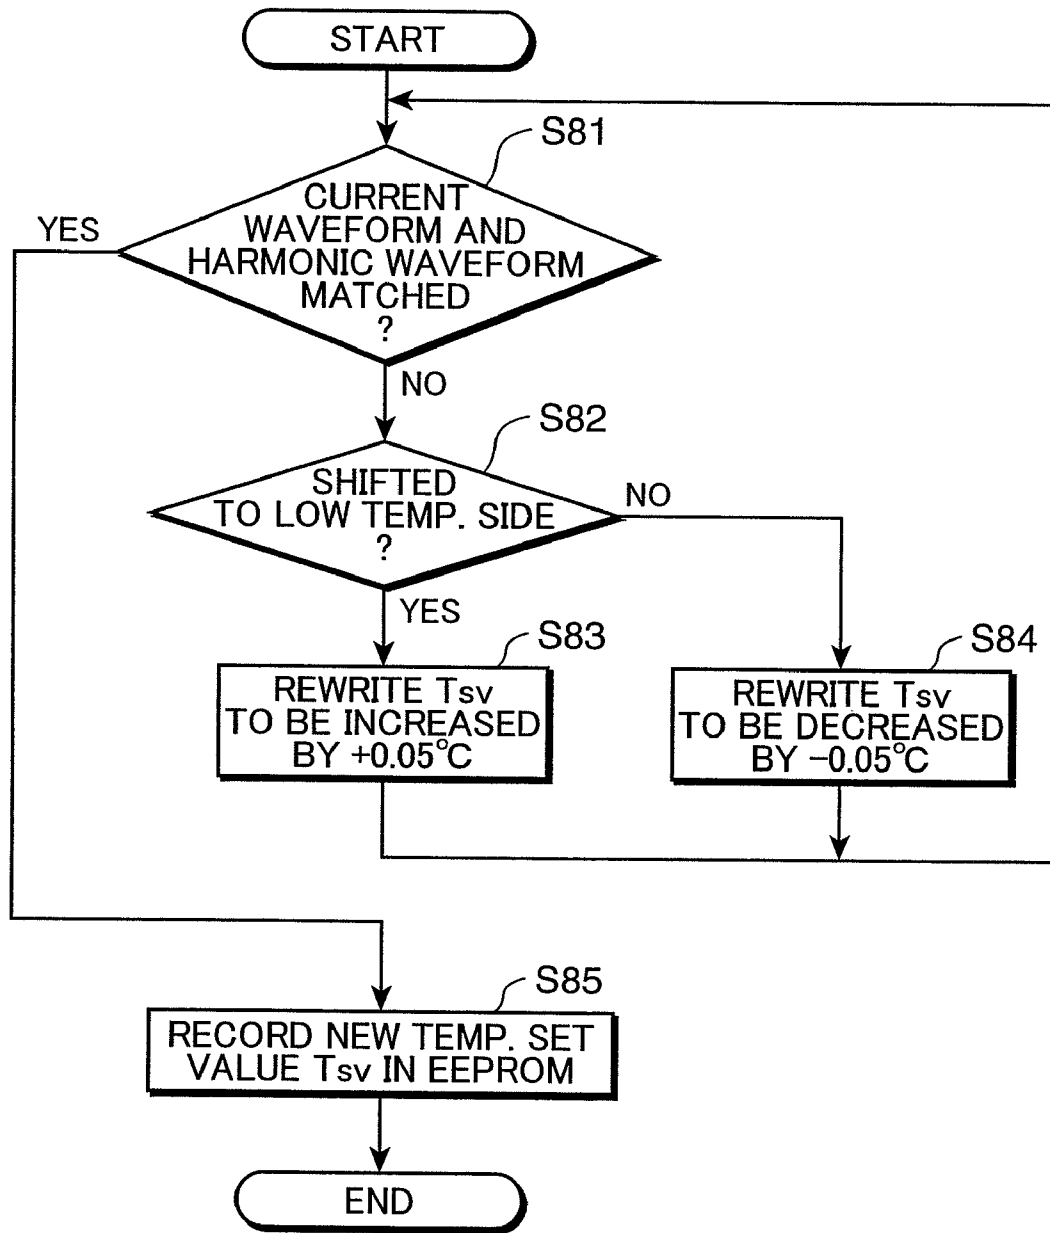 START
S81
CURRENT
WAVEFORM AND
HARMONIC WAVEFORM
MATCHED
?
YES
NO
S82
SHIFTED
TO LOW TEMP. SIDE
?
NO
YES
S83
REWRITE Tsv
TO BE INCREASED
BY +0.05°C
S84
REWRITE Tsv
TO BE DECREASED
BY −0.05°C
S85
RECORD NEW TEMP. SET
VALUE Tsv IN EEPROM
END